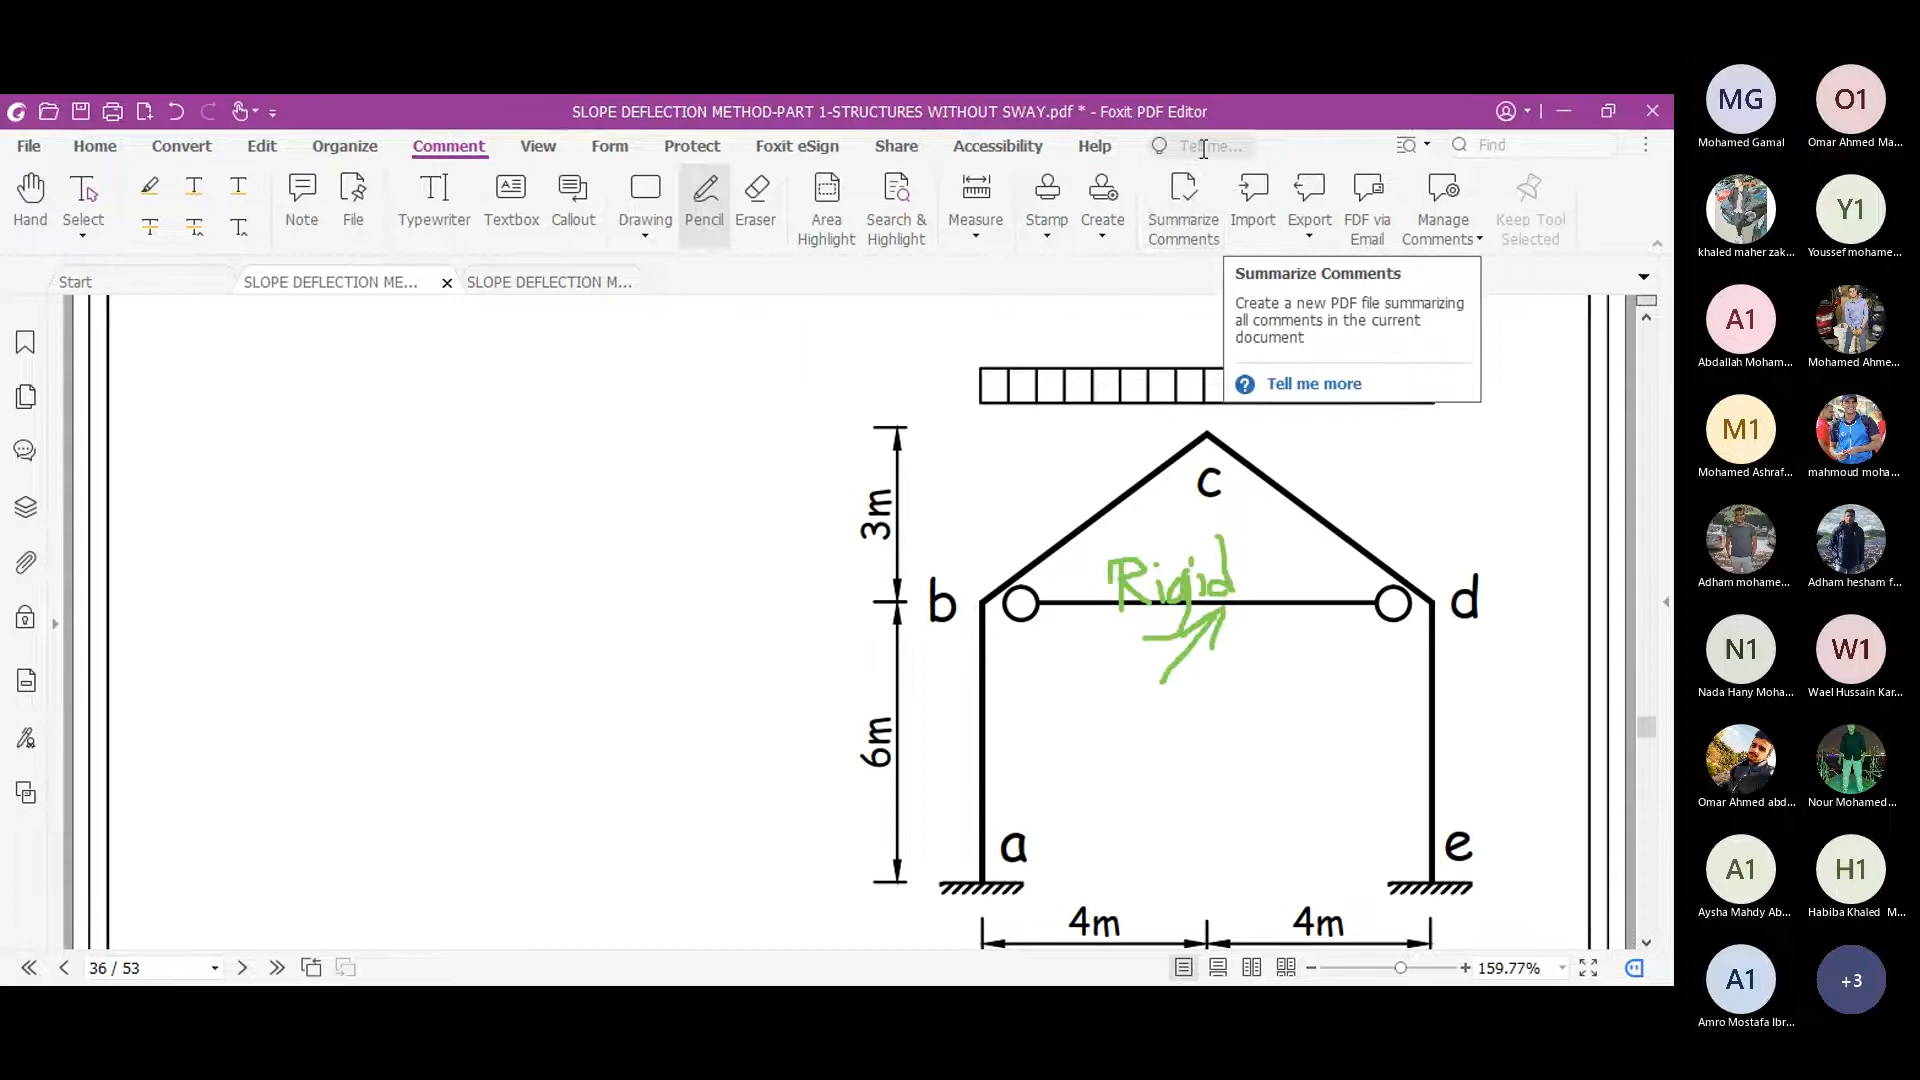 SLOPE DEFLECTION METHOD-PART 1-STRUCTURES WITHOUT SWAY.pdf * - Foxit PDF Editor
File Home Convert Edit Organize Comment View Form Protect Foxit eSign Share Accessibility Help Tell me... Find
Hand Select Note File Typewriter Textbox Callout Drawing Pencil Eraser Area Highlight Search & Highlight Measure Stamp Create Summarize Comments Import Export FDF via Email Manage Comments Keep Tool Selected
Start SLOPE DEFLECTION ME... SLOPE DEFLECTION M...
Summarize Comments
Create a new PDF file summarizing
all comments in the current
document
Tell me more
3m
c
Rigid
b
d
6m
a
e
4m 4m
36 / 53
159.77%
MG O1
Mohamed Gamal Omar Ahmed Ma...
Y1
khaled maher zak... Youssef mohame...
A1
Abdallah Moham... Mohamed Ahme...
M1
Mohamed Ashraf... mahmoud moha...
Adham mohame... Adham hesham f...
N1 W1
Nada Hany Moha... Wael Hussain Kar...
Omar Ahmed abd... Nour Mohamed...
A1 H1
Aysha Mahdy Ab... Habiba Khaled M...
A1 +3
Amro Mostafa Ibr...